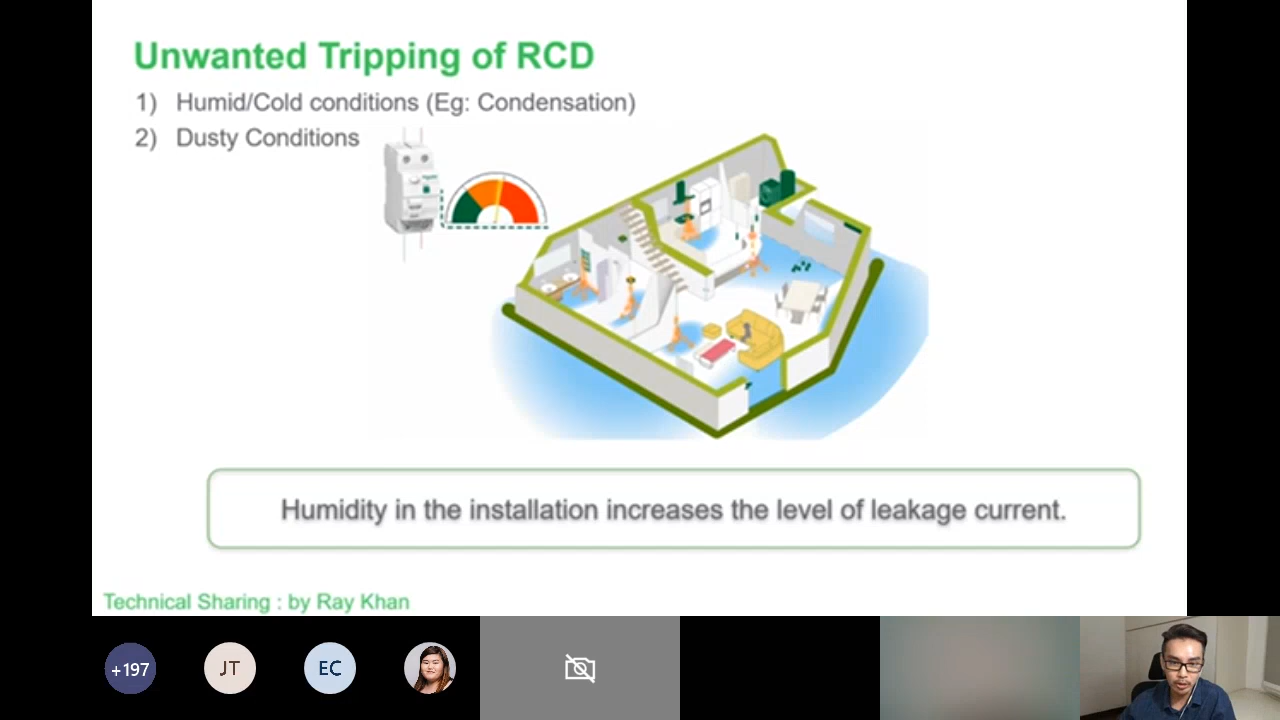 Unwanted Tripping of RCD
1) Humid/Cold conditions (Eg: Condensation)
2) Dusty Conditions
Humidity in the installation increases the level of leakage current.
Technical Sharing : by Ray Khan
+197
JT
EC